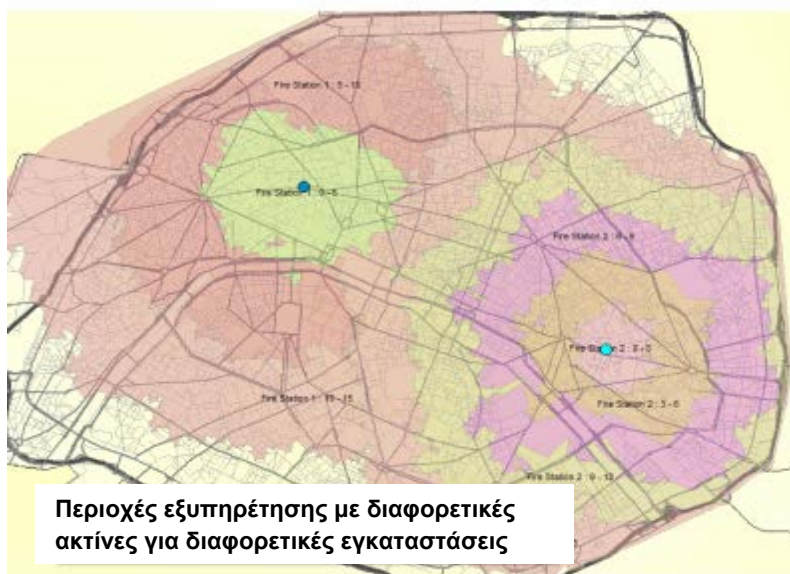 Fire Station 1 : 5 - 10
Fire Station 1 : 0 - 5
Fire Station 2 : 6 - 9
Fire Station 2 : 0 - 3
Fire Station 2 : 3 - 6
Fire Station 1 : 10 - 15
Fire Station 2 : 9 - 12
Περιοχές εξυπηρέτησης με διαφορετικές
ακτίνες για διαφορετικές εγκαταστάσεις